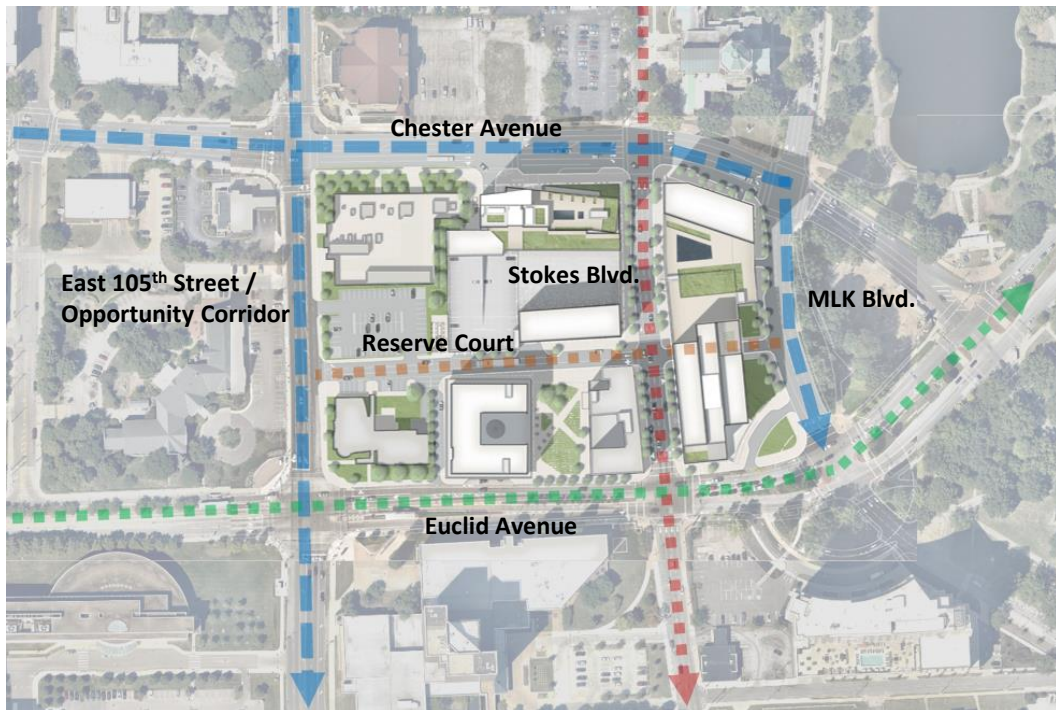 Chester Avenue
East 105th Street /
Opportunity Corridor
Stokes Blvd.
MLK Blvd.
Reserve Court
Euclid Avenue